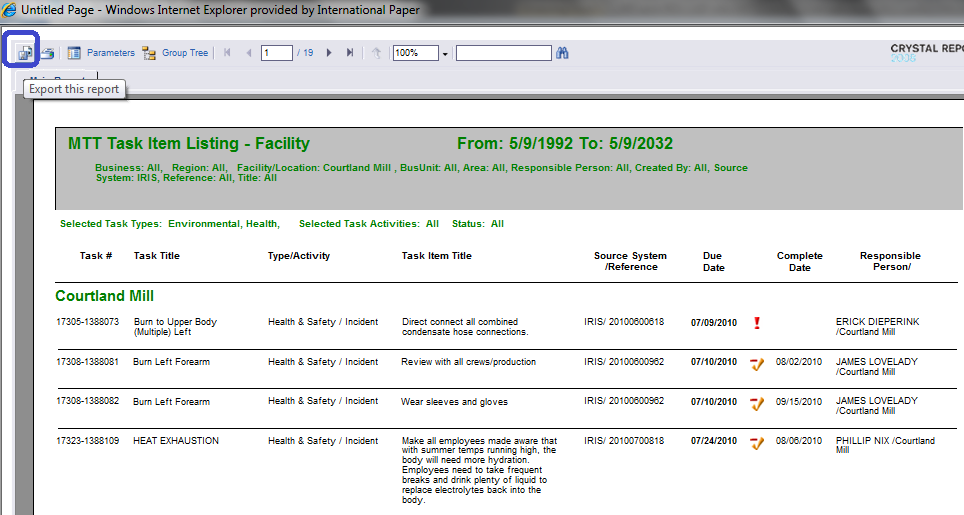 Untitled Page - Windows Internet Explorer provided by International Paper
Parameters Group Tree 1 / 19 100% CRYSTAL REPO
Export this report
MTT Task Item Listing - Facility From: 5/9/1992 To: 5/9/2032
Business: All, Region: All, Facility/Location: Courtland Mill , BusUnit: All, Area: All, Responsible Person: All, Created By: All, Source
System: IRIS, Reference: All, Title: All
Selected Task Types: Environmental, Health, Selected Task Activities: All Status: All
Task # Task Title Type/Activity Task Item Title Source System Due Complete Responsible
/Reference Date Date Person/
Courtland Mill
17305-1388073 Burn to Upper Body Health & Safety / Incident Direct connect all combined IRIS/ 20100600618 07/09/2010 ERICK DIEPERINK
(Multiple) Left condensate hose connections. /Courtland Mill
17308-1388081 Burn Left Forearm Health & Safety / Incident Review with all crews/production IRIS/ 20100600962 07/10/2010 08/02/2010 JAMES LOVELADY
/Courtland Mill
17308-1388082 Burn Left Forearm Health & Safety / Incident Wear sleeves and gloves IRIS/ 20100600962 07/10/2010 09/15/2010 JAMES LOVELADY
/Courtland Mill
17323-1388109 HEAT EXHAUSTION Health & Safety / Incident Make all employees made aware that IRIS/ 20100700818 07/24/2010 08/06/2010 PHILLIP NIX /Courtland
with summer temps running high, the Mill
body will need more hydration.
Employees need to take frequent
breaks and drink plenty of liquid to
replace electrolytes back into the
body.